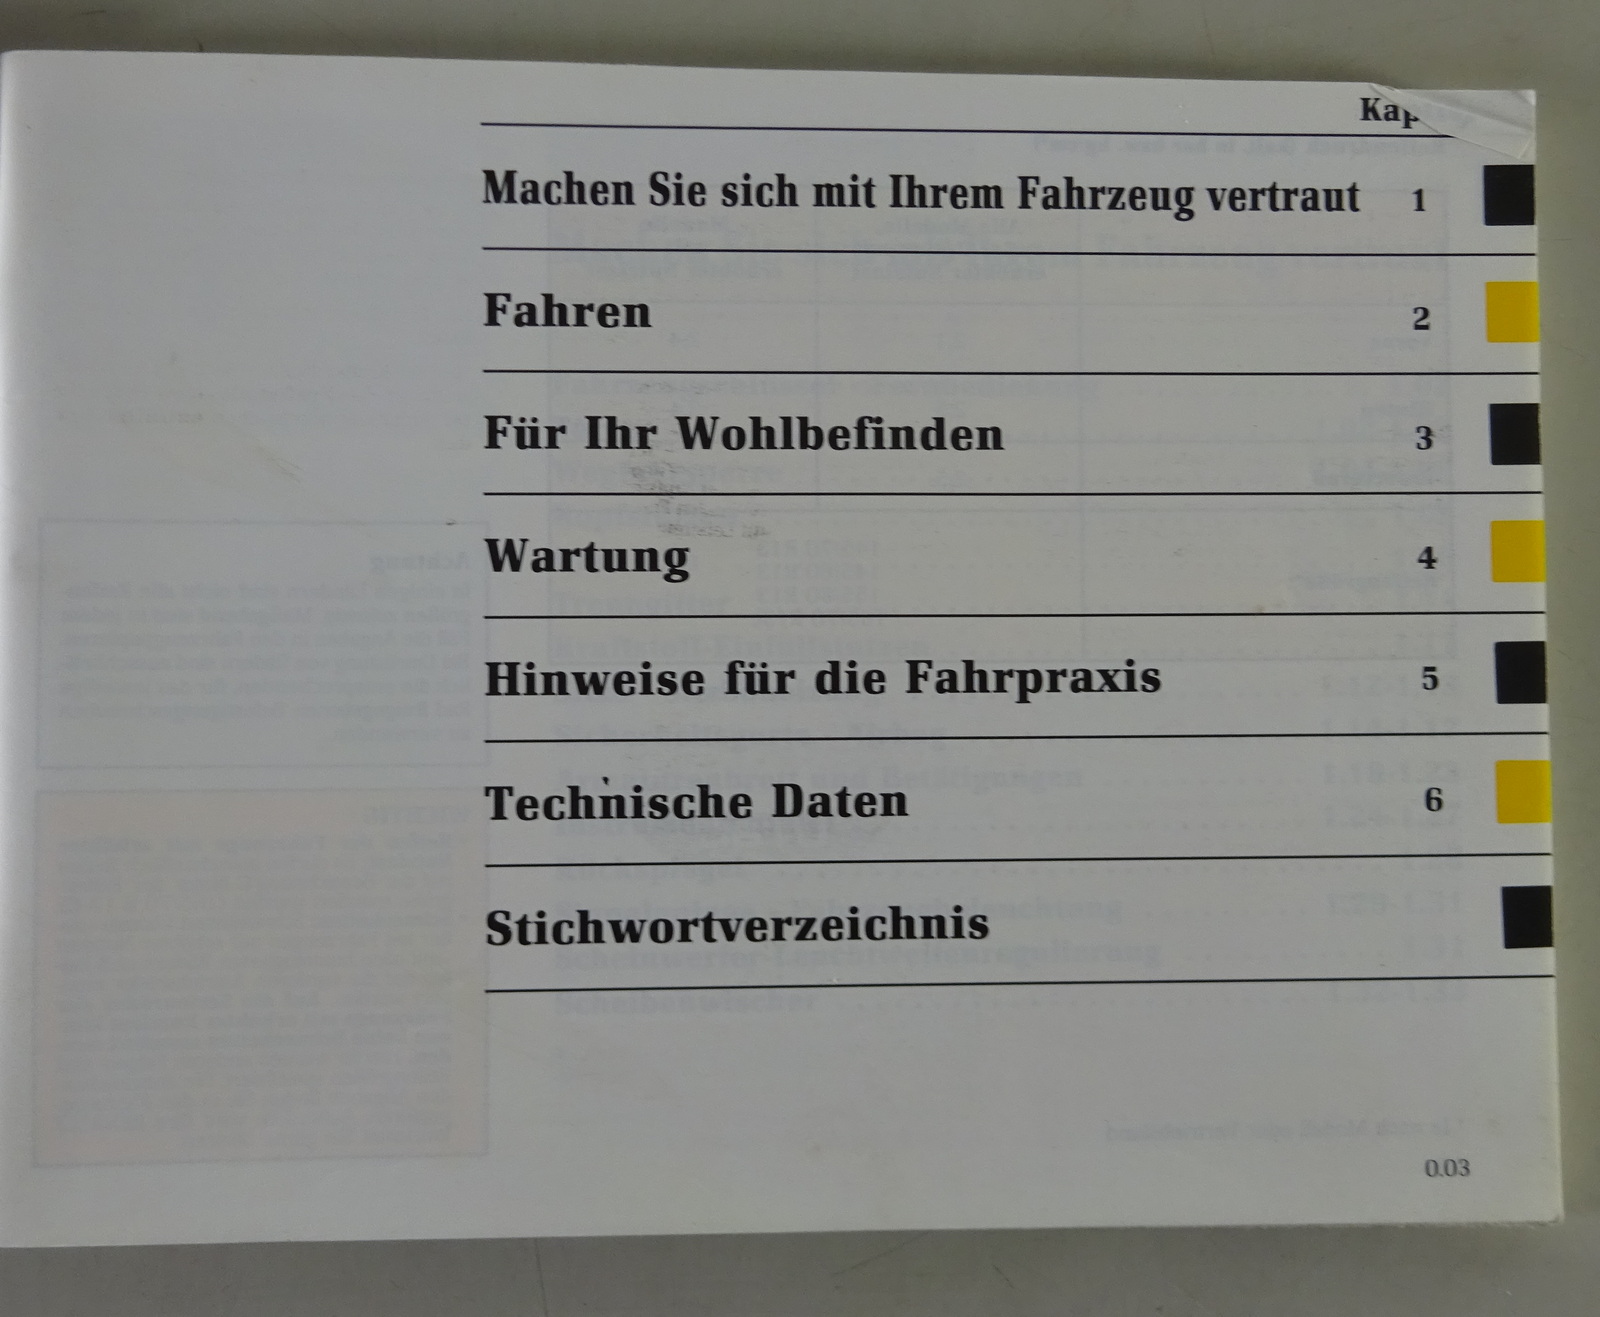 Machen Sie sich mit Ihrem Fahrzeug vertraut 1
Fahren 2
Für Ihr Wohlbefinden 3
Wartung 4
Hinweise für die Fahrpraxis 5
Technische Daten 6
Stichwortverzeichnis
0.03